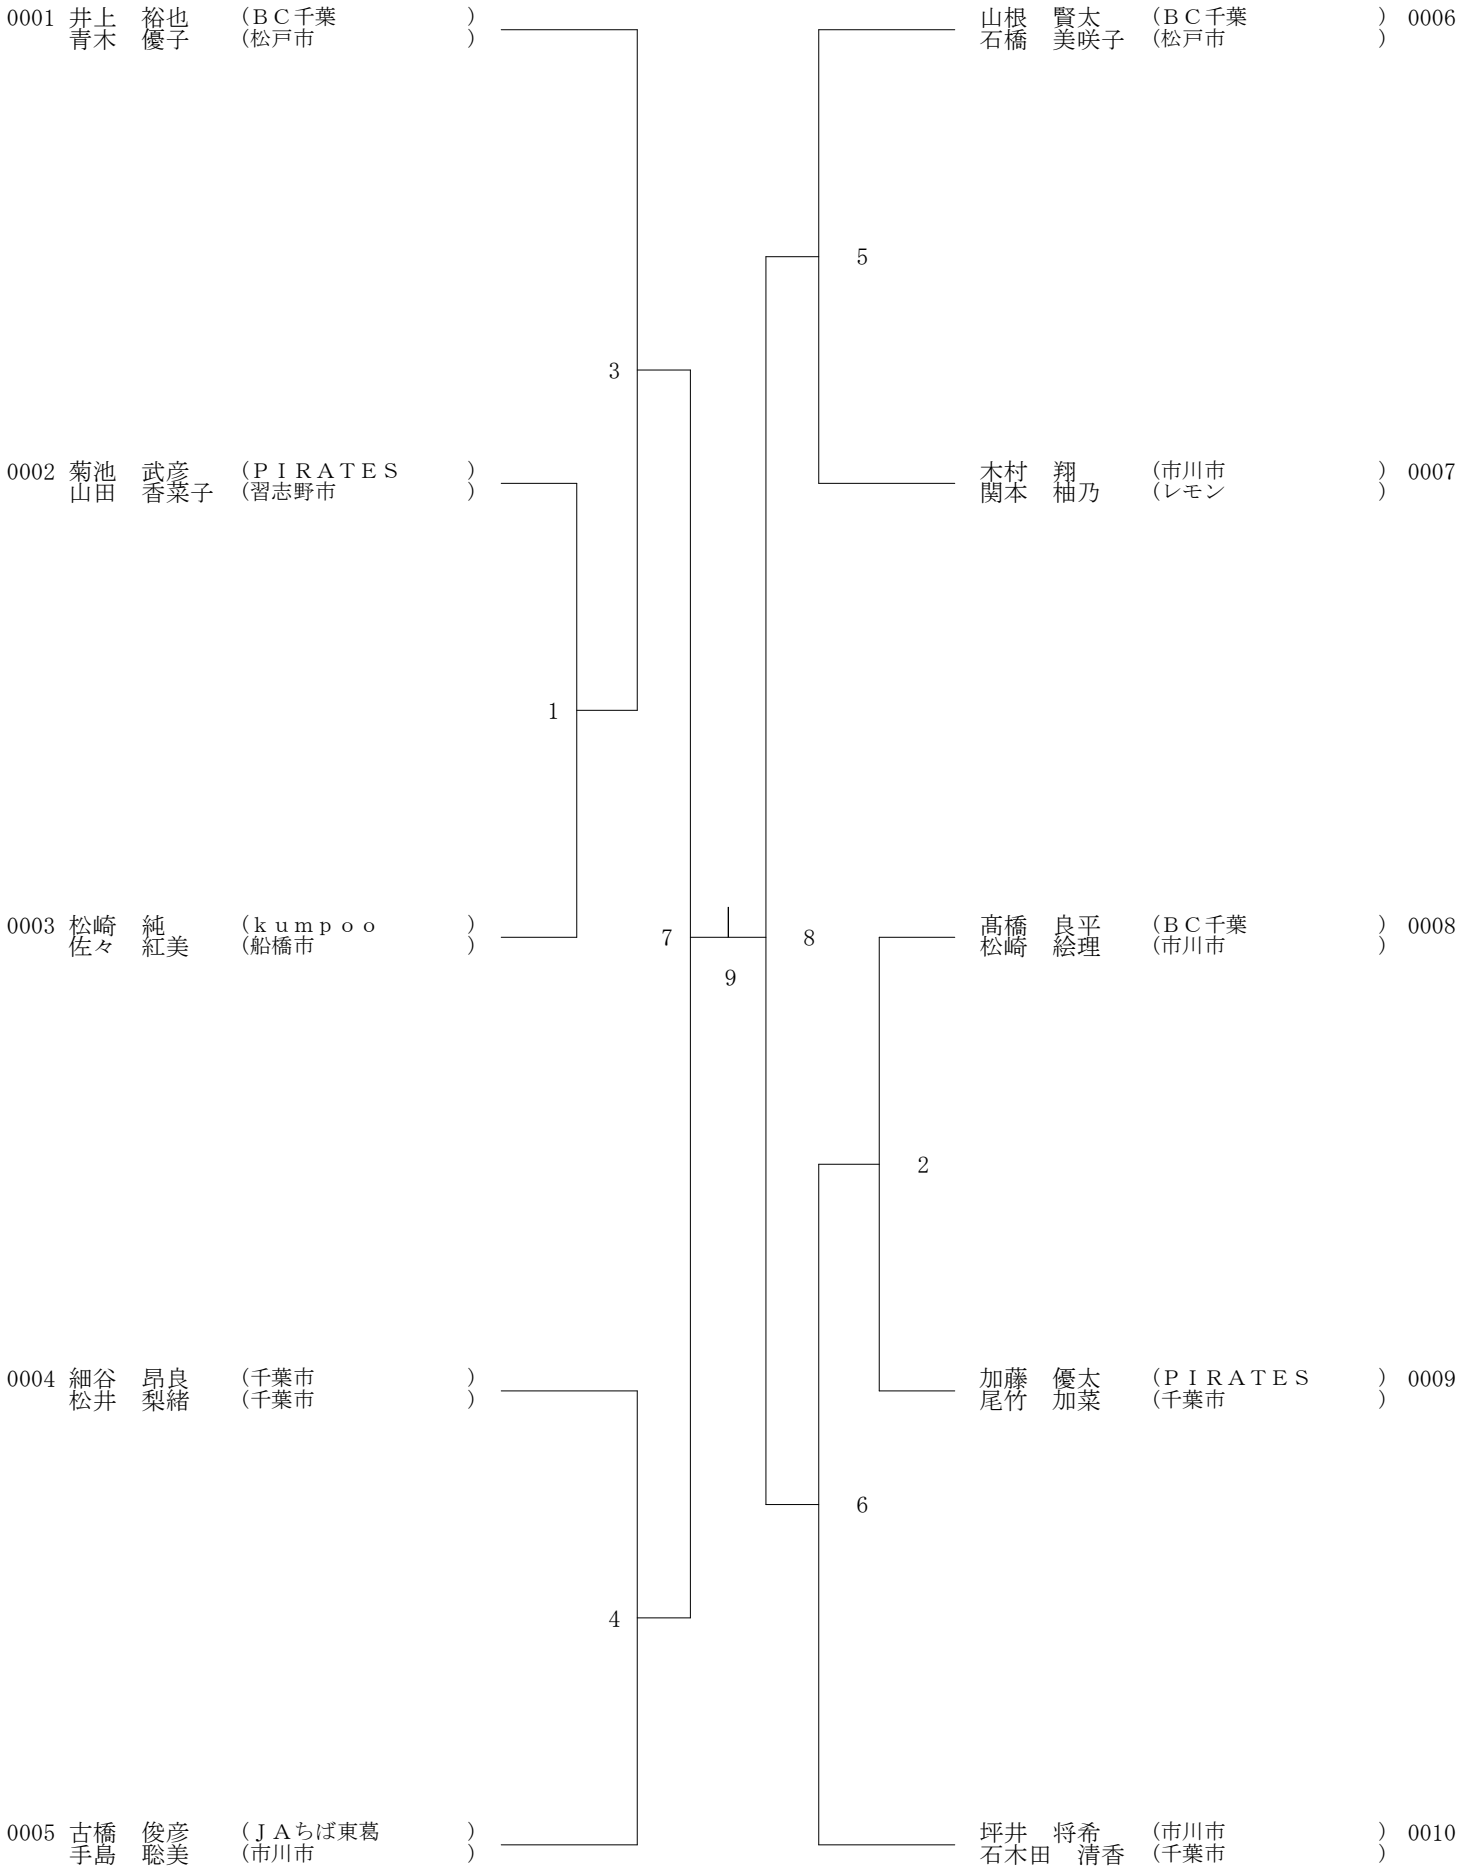 0001 井上　裕也　（ＢＣ千葉　）
青木　優子　（松戸市　）
3
0002 菊池　武彦　（ＰＩＲＡＴＥＳ　）
山田　香菜子　（習志野市　）
1
0003 松崎　純　（ｋｕｍｐｏｏ　）
佐々　紅美　（船橋市　）
7
9
0004 細谷　昂良　（千葉市　）
松井　梨緒　（千葉市　）
4
0005 古橋　俊彦　（ＪＡちば東葛　）
手島　聡美　（市川市　）
山根　賢太　（ＢＣ千葉　） 0006
石橋　美咲子　（松戸市　）
5
木村　翔　（市川市　） 0007
関本　柚乃　（レモン　）
8
髙橋　良平　（ＢＣ千葉　） 0008
松崎　絵理　（市川市　）
2
加藤　優太　（ＰＩＲＡＴＥＳ　） 0009
尾竹　加菜　（千葉市　）
6
坪井　将希　（市川市　） 0010
石木田　清香　（千葉市　）